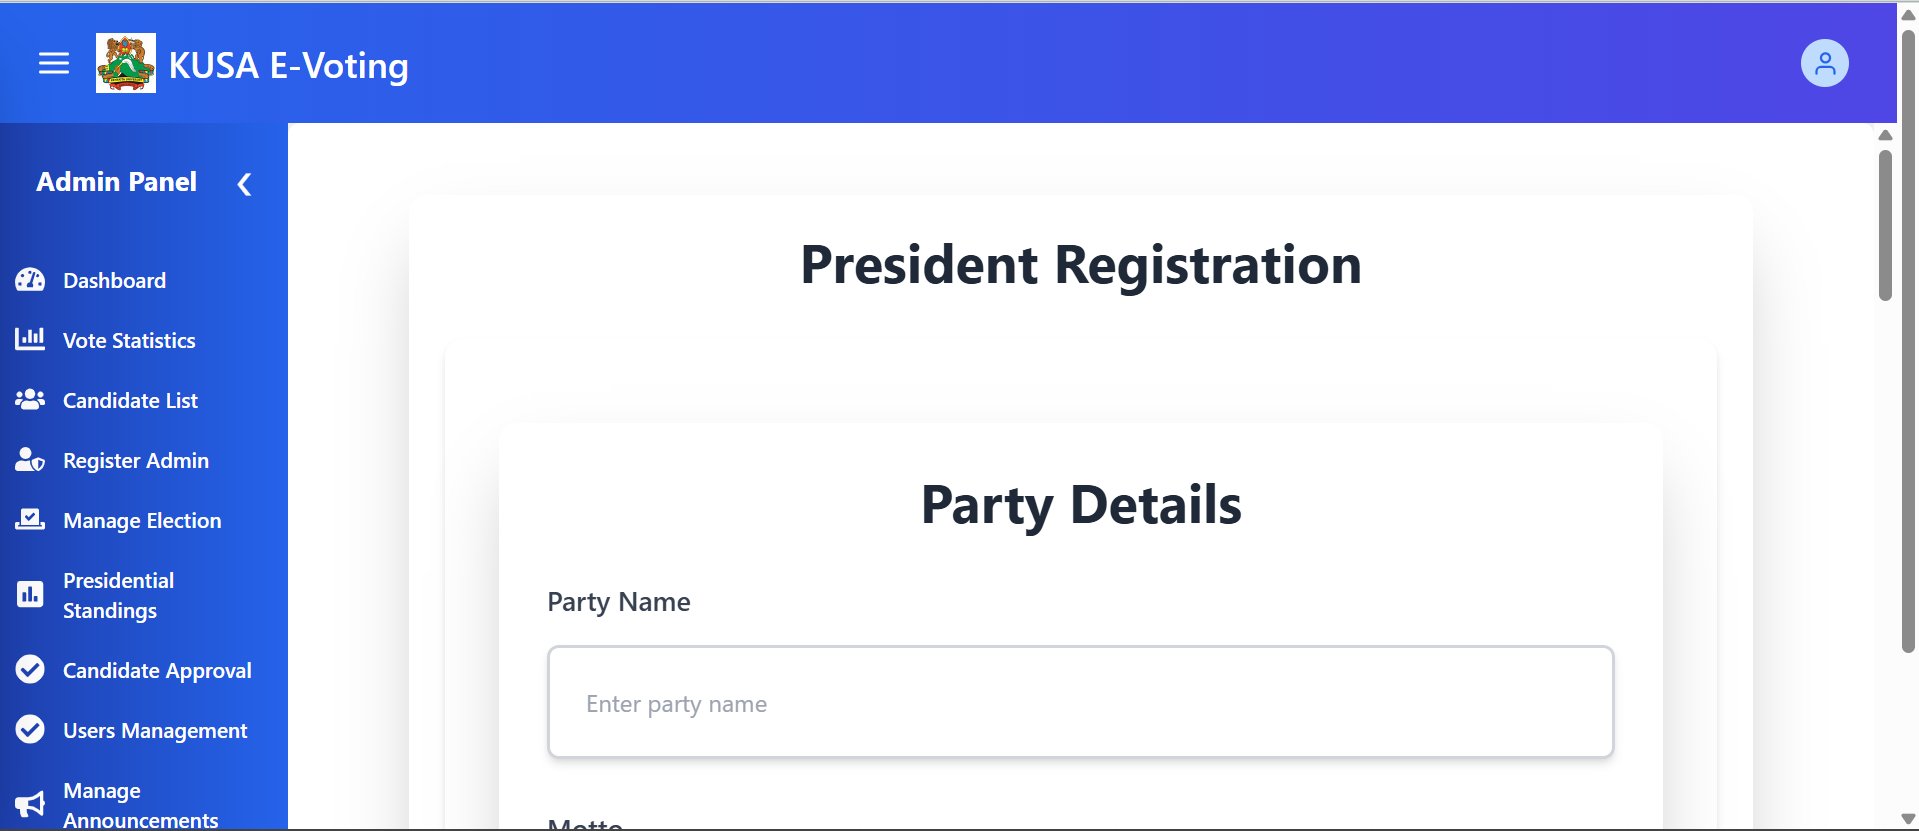 KUSA E-Voting
Admin Panel
Dashboard
Vote Statistics
Candidate List
Register Admin
Manage Election
Presidential
Standings
Candidate Approval
Users Management
Manage
Announcements
President Registration
Party Details
Party Name
Enter party name
Motto